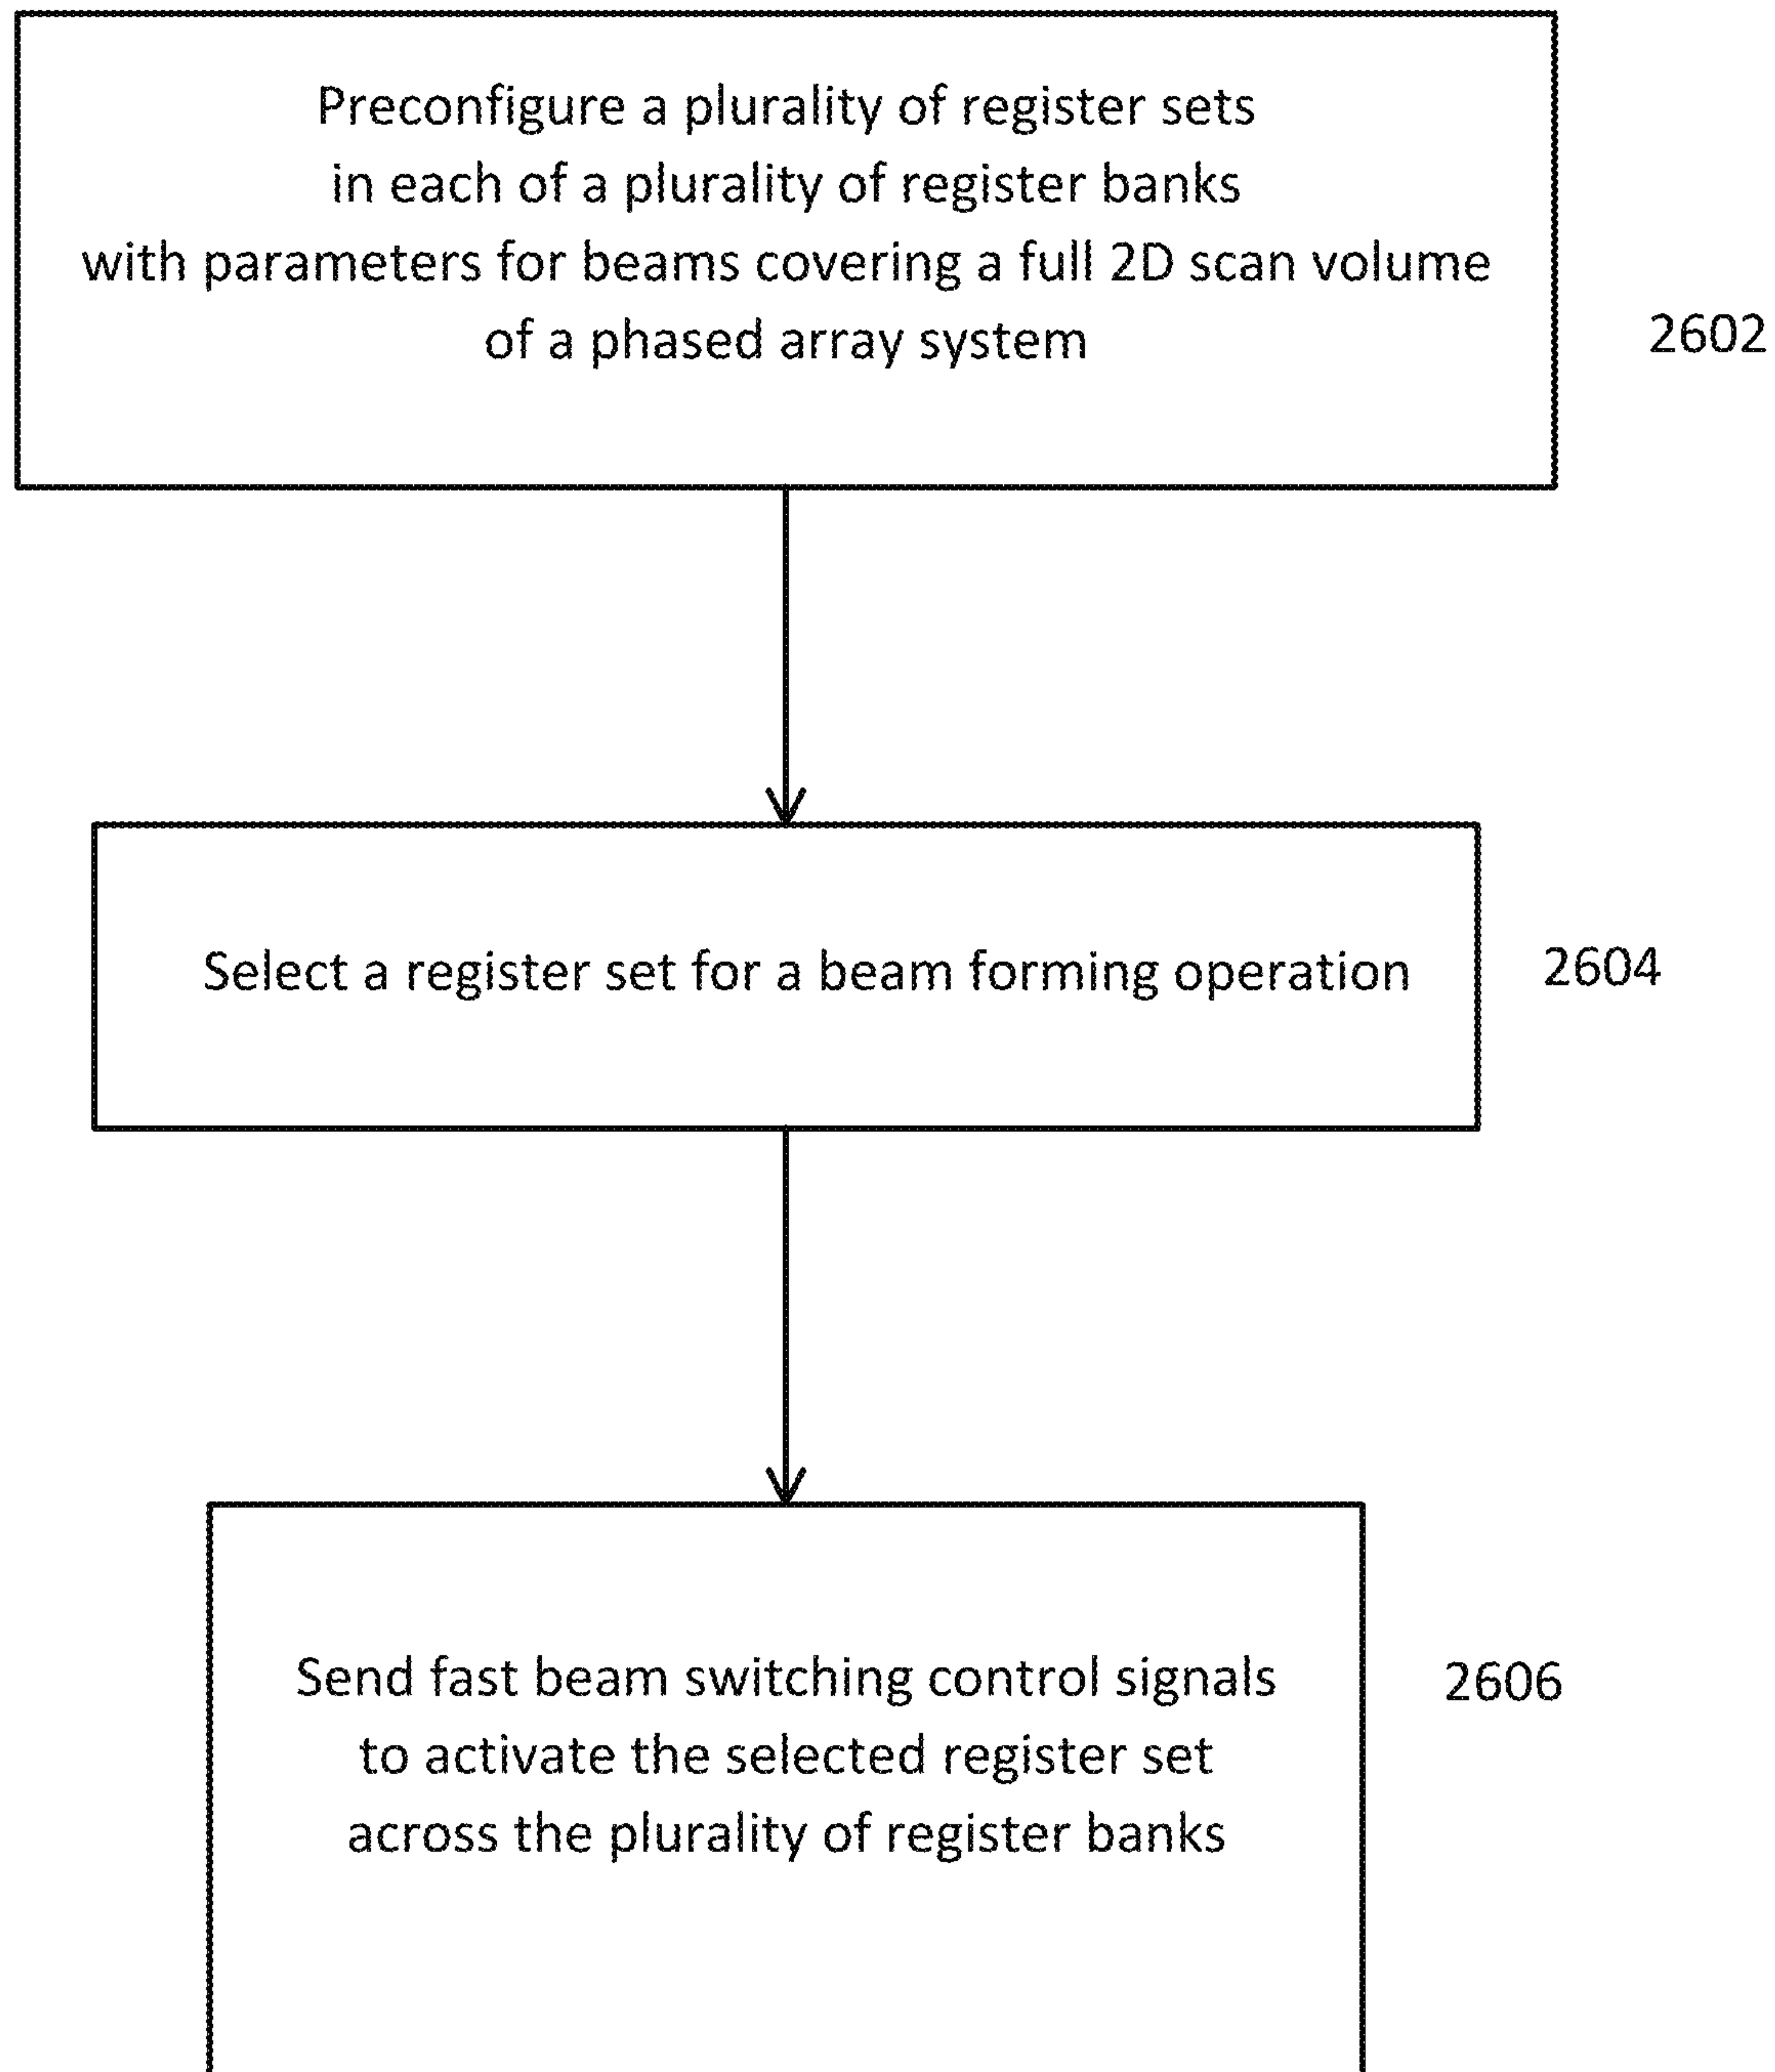 Preconfigure a plurality of register sets
in each of a plurality of register banks
with parameters for beams covering a full 2D scan volume
of a phased array system
2602
Select a register set for a beam forming operation
2604
Send fast beam switching control signals
to activate the selected register set
across the plurality of register banks
2606